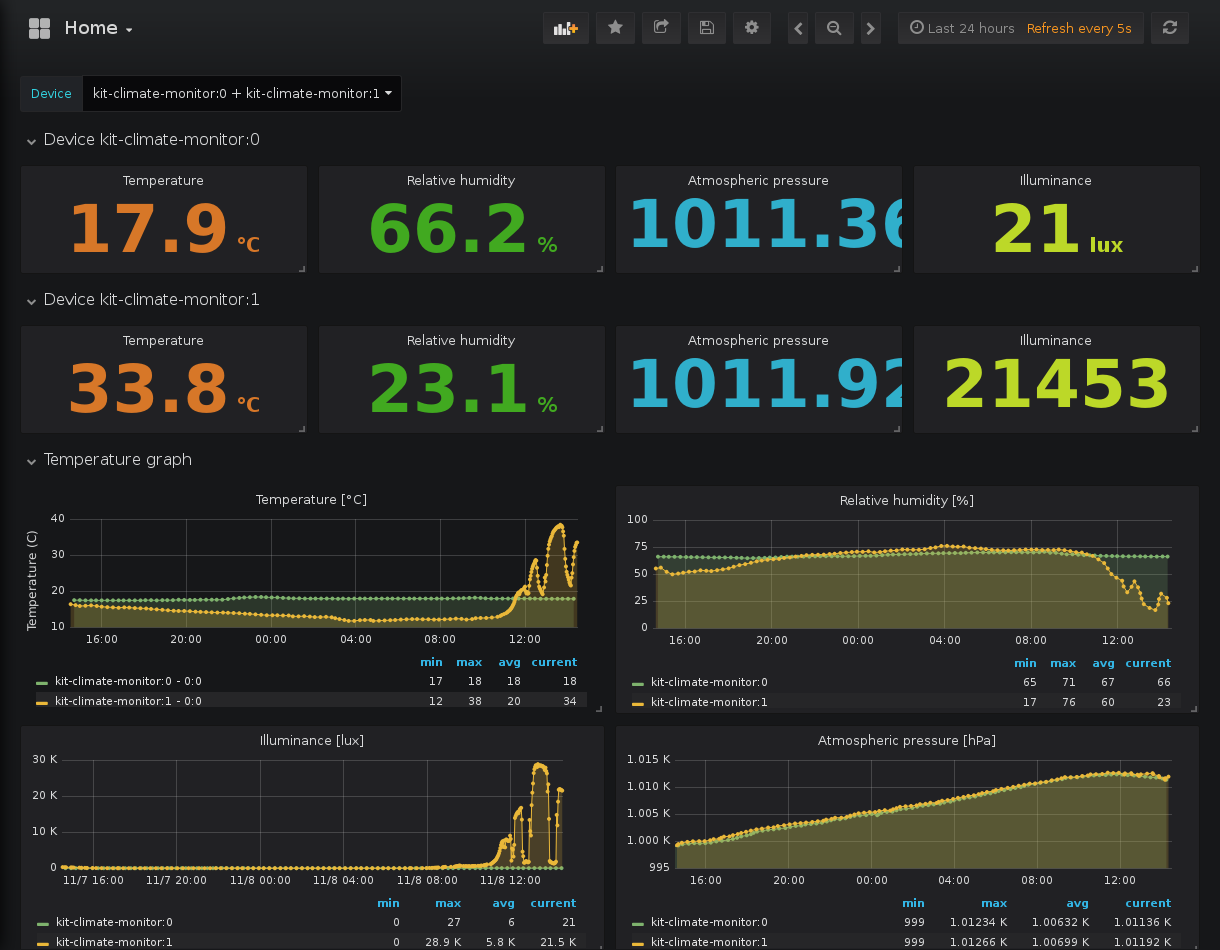 Home
Last 24 hours Refresh every 5s
Device kit-climate-monitor:0 + kit-climate-monitor:1
Device kit-climate-monitor:0
Temperature Relative humidity Atmospheric pressure Illuminance
17.9 °C 66.2 % 1011.36 21 lux
Device kit-climate-monitor:1
Temperature Relative humidity Atmospheric pressure Illuminance
33.8 °C 23.1 % 1011.92 21453
Temperature graph
Temperature [°C]
Temperature (C)
40
30
20
10
16:00 20:00 00:00 04:00 08:00 12:00
min max avg current
kit-climate-monitor:0 - 0:0 17 18 18 18
kit-climate-monitor:1 - 0:0 12 38 20 34
Relative humidity [%]
100
75
50
25
0
16:00 20:00 00:00 04:00 08:00 12:00
min max avg current
kit-climate-monitor:0 65 71 67 66
kit-climate-monitor:1 17 76 60 23
Illuminance [lux]
30 K
20 K
10 K
0
11/7 16:00 11/7 20:00 11/8 00:00 11/8 04:00 11/8 08:00 11/8 12:00
min max avg current
kit-climate-monitor:0 0 27 6 21
kit-climate-monitor:1 0 28.9 K 5.8 K 21.5 K
Atmospheric pressure [hPa]
1.015 K
1.010 K
1.005 K
1.000 K
995
16:00 20:00 00:00 04:00 08:00 12:00
min max avg current
kit-climate-monitor:0 999 1.01234 K 1.00632 K 1.01136 K
kit-climate-monitor:1 999 1.01266 K 1.00699 K 1.01192 K